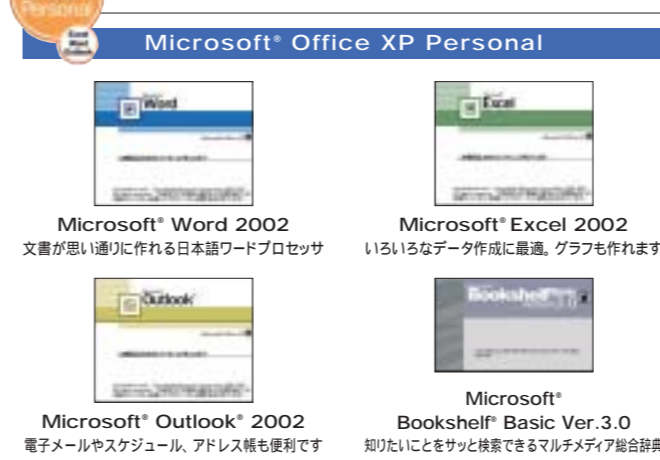 Personal
Excel
Word
Outlook
Microsoft® Office XP Personal
Word
Excel
Microsoft® Word 2002
Microsoft® Excel 2002
文書が思い通りに作れる日本語ワードプロセッサ
いろいろなデータ作成に最適。グラフも作れます
Outlook
Bookshelf
Microsoft® Outlook® 2002
Microsoft®
Bookshelf® Basic Ver.3.0
電子メールやスケジュール、アドレス帳も便利です
知りたいことをサッと検索できるマルチメディア総合辞典